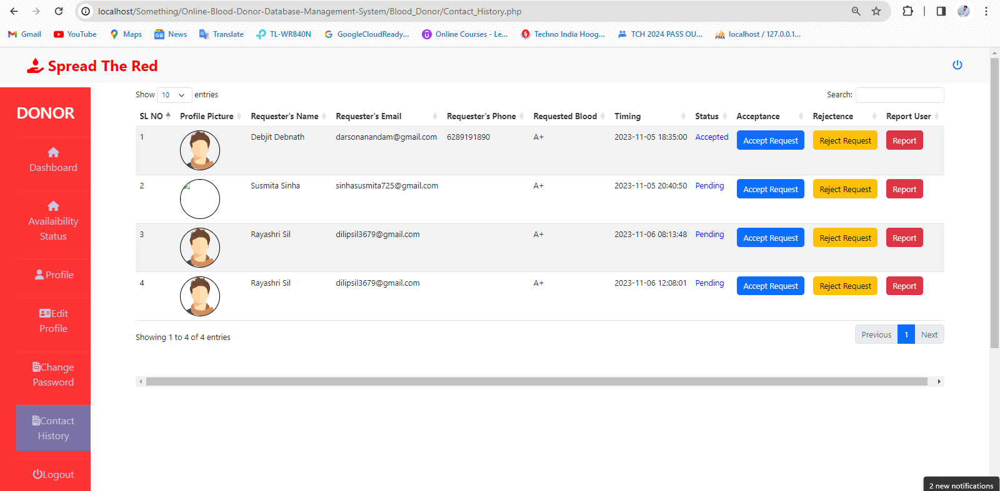 localhost/Something/Online-Blood-Donor-Database-Management-System/Blood_Donor/Contact_History.php
Gmail YouTube Maps News Translate TL-WR840N GoogleCloudReady... Online Courses - Le... Techno India Hoog... TCH 2024 PASS OU... localhost / 127.0.0.1...
Spread The Red
DONOR
Dashboard
Availaibility
Status
Profile
Edit
Profile
Change
Password
Contact
History
Logout
Show 10 entries Search:
SL NO Profile Picture Requester's Name Requester's Email Requester's Phone Requested Blood Timing Status Acceptance Rejectence Report User
1 Debjit Debnath darsonanandam@gmail.com 6289191890 A+ 2023-11-05 18:35:00 Accepted Accept Request Reject Request Report
2 Susmita Sinha sinhasusmita725@gmail.com A+ 2023-11-05 20:40:50 Pending Accept Request Reject Request Report
3 Rayashri Sil dilipsil3679@gmail.com A+ 2023-11-06 08:13:48 Pending Accept Request Reject Request Report
4 Rayashri Sil dilipsil3679@gmail.com A+ 2023-11-06 12:08:01 Pending Accept Request Reject Request Report
Showing 1 to 4 of 4 entries Previous 1 Next
2 new notifications